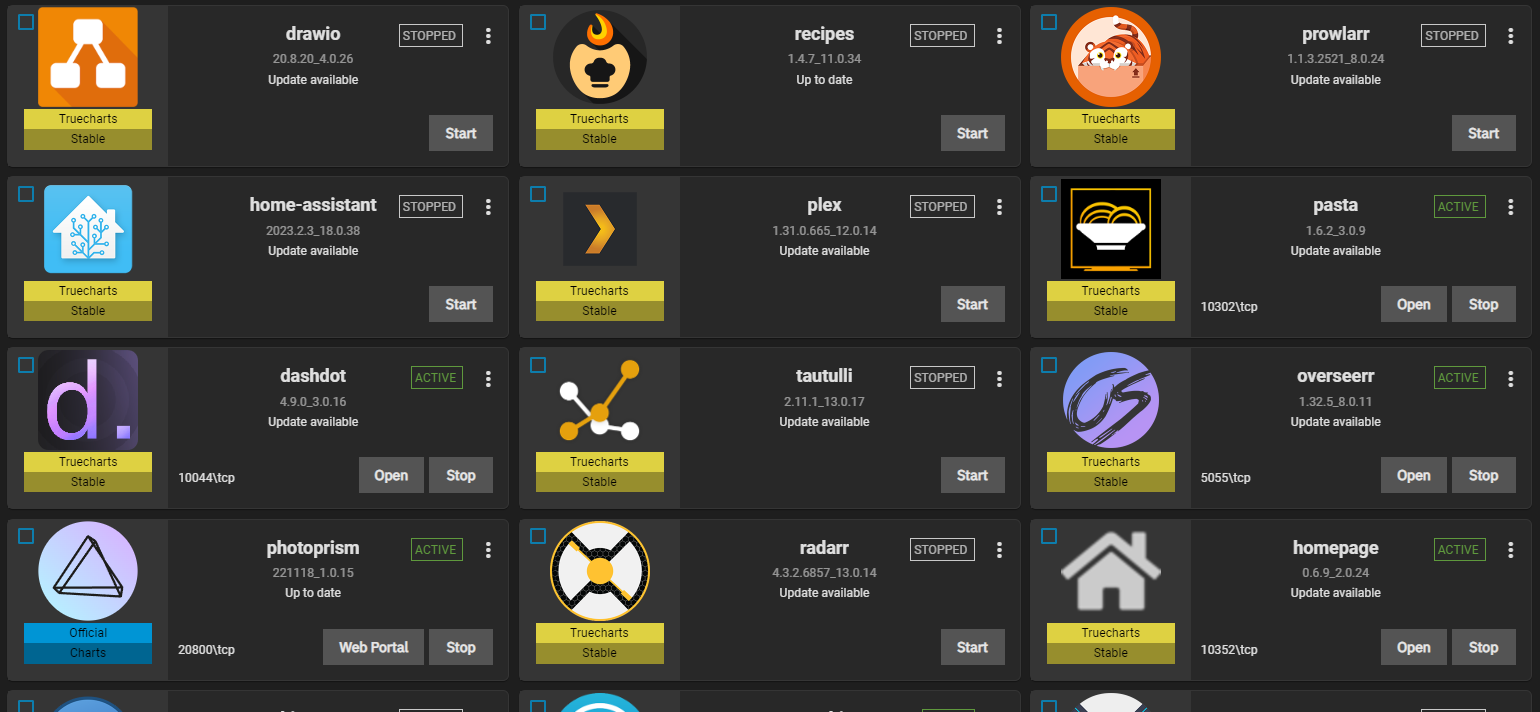 drawio
STOPPED
20.8.20_4.0.26
Update available
Truecharts
Stable
Start
recipes
STOPPED
1.4.7_11.0.34
Up to date
Truecharts
Stable
Start
prowlarr
STOPPED
1.1.3.2521_8.0.24
Update available
Truecharts
Stable
Start
home-assistant
STOPPED
2023.2.3_18.0.38
Update available
Truecharts
Stable
Start
plex
STOPPED
1.31.0.665_12.0.14
Update available
Truecharts
Stable
Start
pasta
ACTIVE
1.6.2_3.0.9
Update available
Truecharts
Stable
10302\tcp
Open
Stop
d.
dashdot
ACTIVE
4.9.0_3.0.16
Update available
Truecharts
Stable
10044\tcp
Open
Stop
tautulli
STOPPED
2.11.1_13.0.17
Update available
Truecharts
Stable
Start
OS
overseerr
ACTIVE
1.32.5_8.0.11
Update available
Truecharts
Stable
5055\tcp
Open
Stop
photoprism
ACTIVE
221118_1.0.15
Up to date
Official
Charts
20800\tcp
Web Portal
Stop
radarr
STOPPED
4.3.2.6857_13.0.14
Update available
Truecharts
Stable
Start
homepage
ACTIVE
0.6.9_2.0.24
Update available
Truecharts
Stable
10352\tcp
Open
Stop